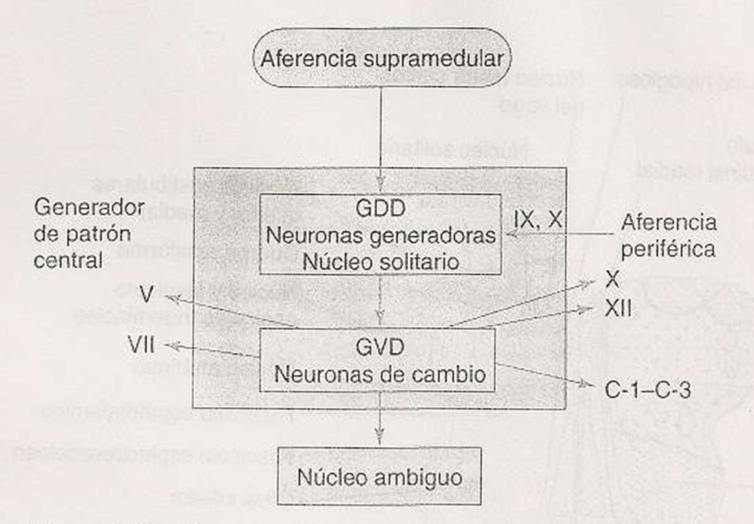 Aferencia supramedular
GDD
Neuronas generadoras
Núcleo solitario
IX, X
Aferencia
periférica
Generador
de patrón
central
V
VII
X
XII
GVD
Neuronas de cambio
C-1–C-3
Núcleo ambiguo